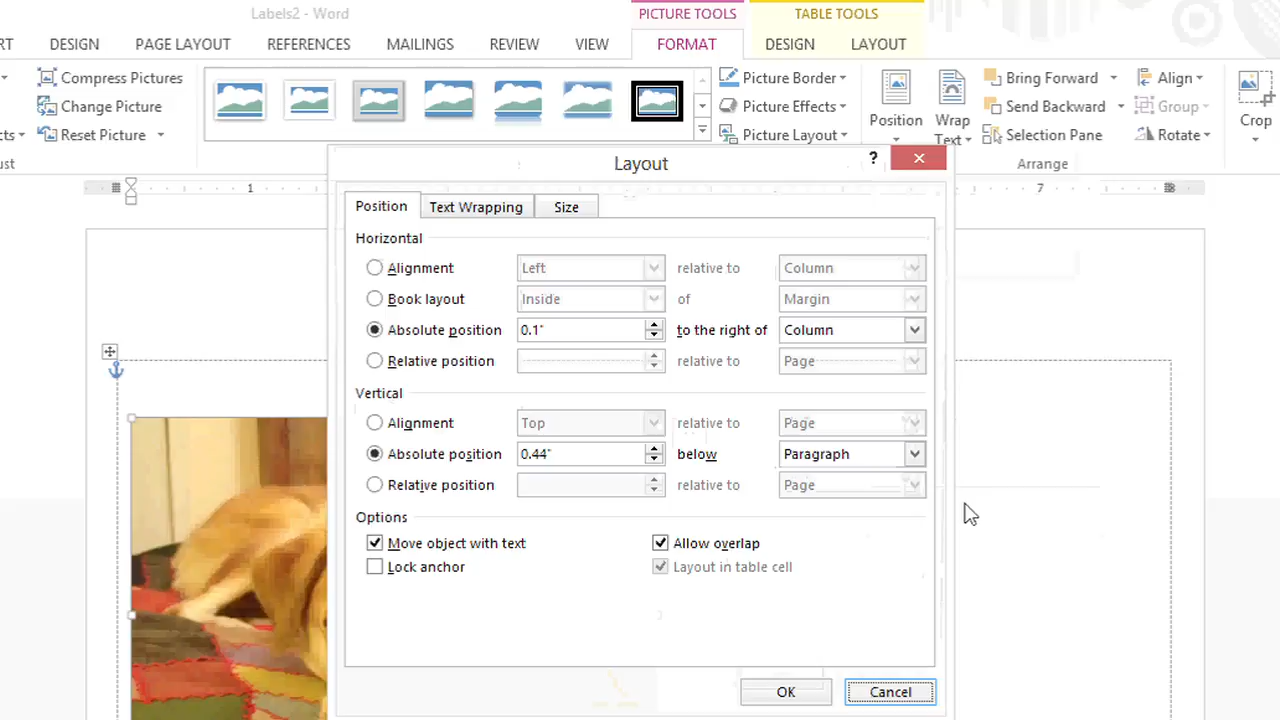 Labels2 - Word
PICTURE TOOLS
TABLE TOOLS
RT DESIGN PAGE LAYOUT REFERENCES MAILINGS REVIEW VIEW FORMAT DESIGN LAYOUT
Compress Pictures
Change Picture
cts Reset Picture
ust
Picture Border
Picture Effects
Picture Layout
Position
Wrap
Text
Bring Forward
Send Backward
Selection Pane
Align
Group
Rotate
Arrange
Crop
1 7 8
Layout
?
Position Text Wrapping Size
Horizontal
Alignment Left relative to Column
Book layout Inside of Margin
Absolute position 0.1" to the right of Column
Relative position relative to Page
Vertical
Alignment Top relative to Page
Absolute position 0.44" below Paragraph
Relative position relative to Page
Options
Move object with text Allow overlap
Lock anchor Layout in table cell
OK Cancel